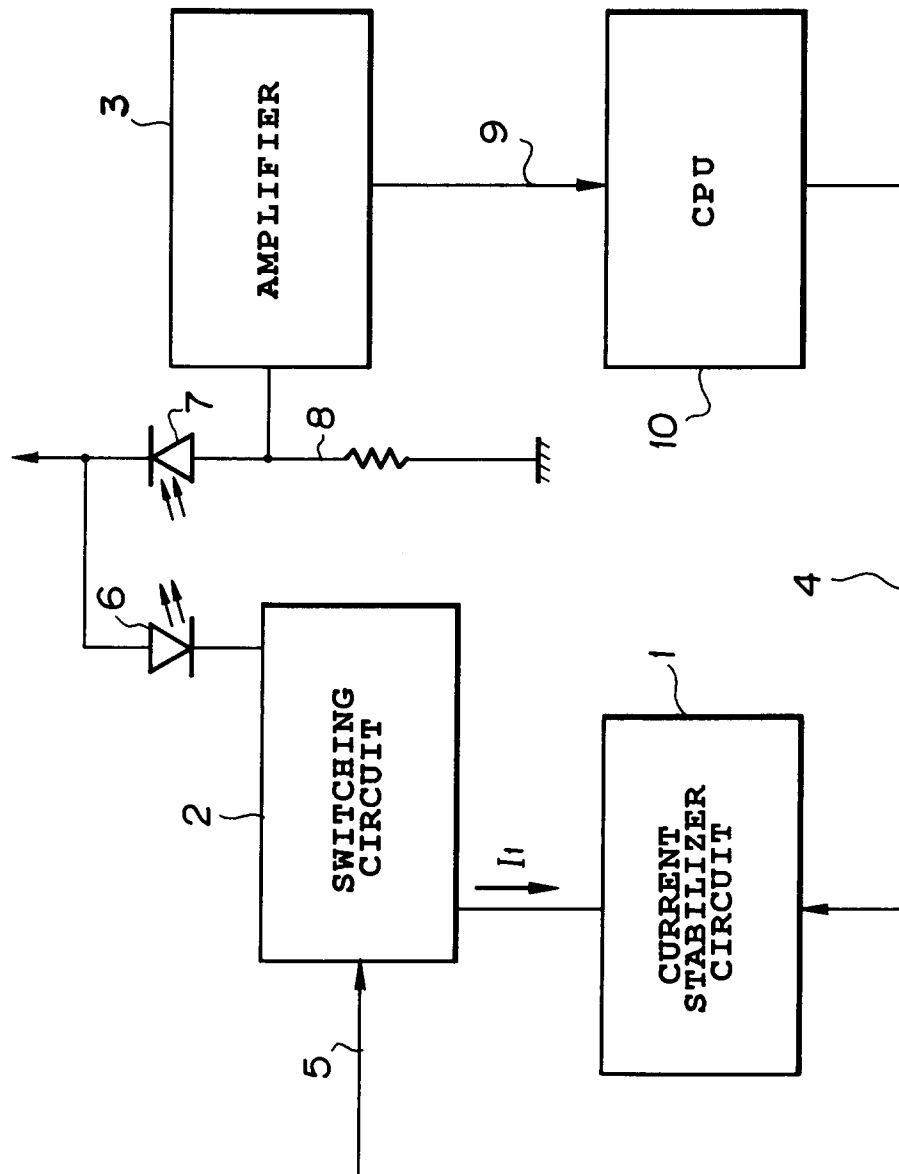 3
AMPLIFIER
9
CPU
10
7
8
6
2
SWITCHING
CIRCUIT
I1
5
4
1
CURRENT
STABILIZER
CIRCUIT